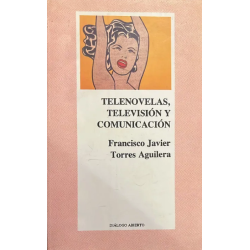 TELENOVELAS,
TELEVISIÓN Y
COMUNICACIÓN
Francisco Javier
Torres Aguilera
DIÁLOGO ABIERTO